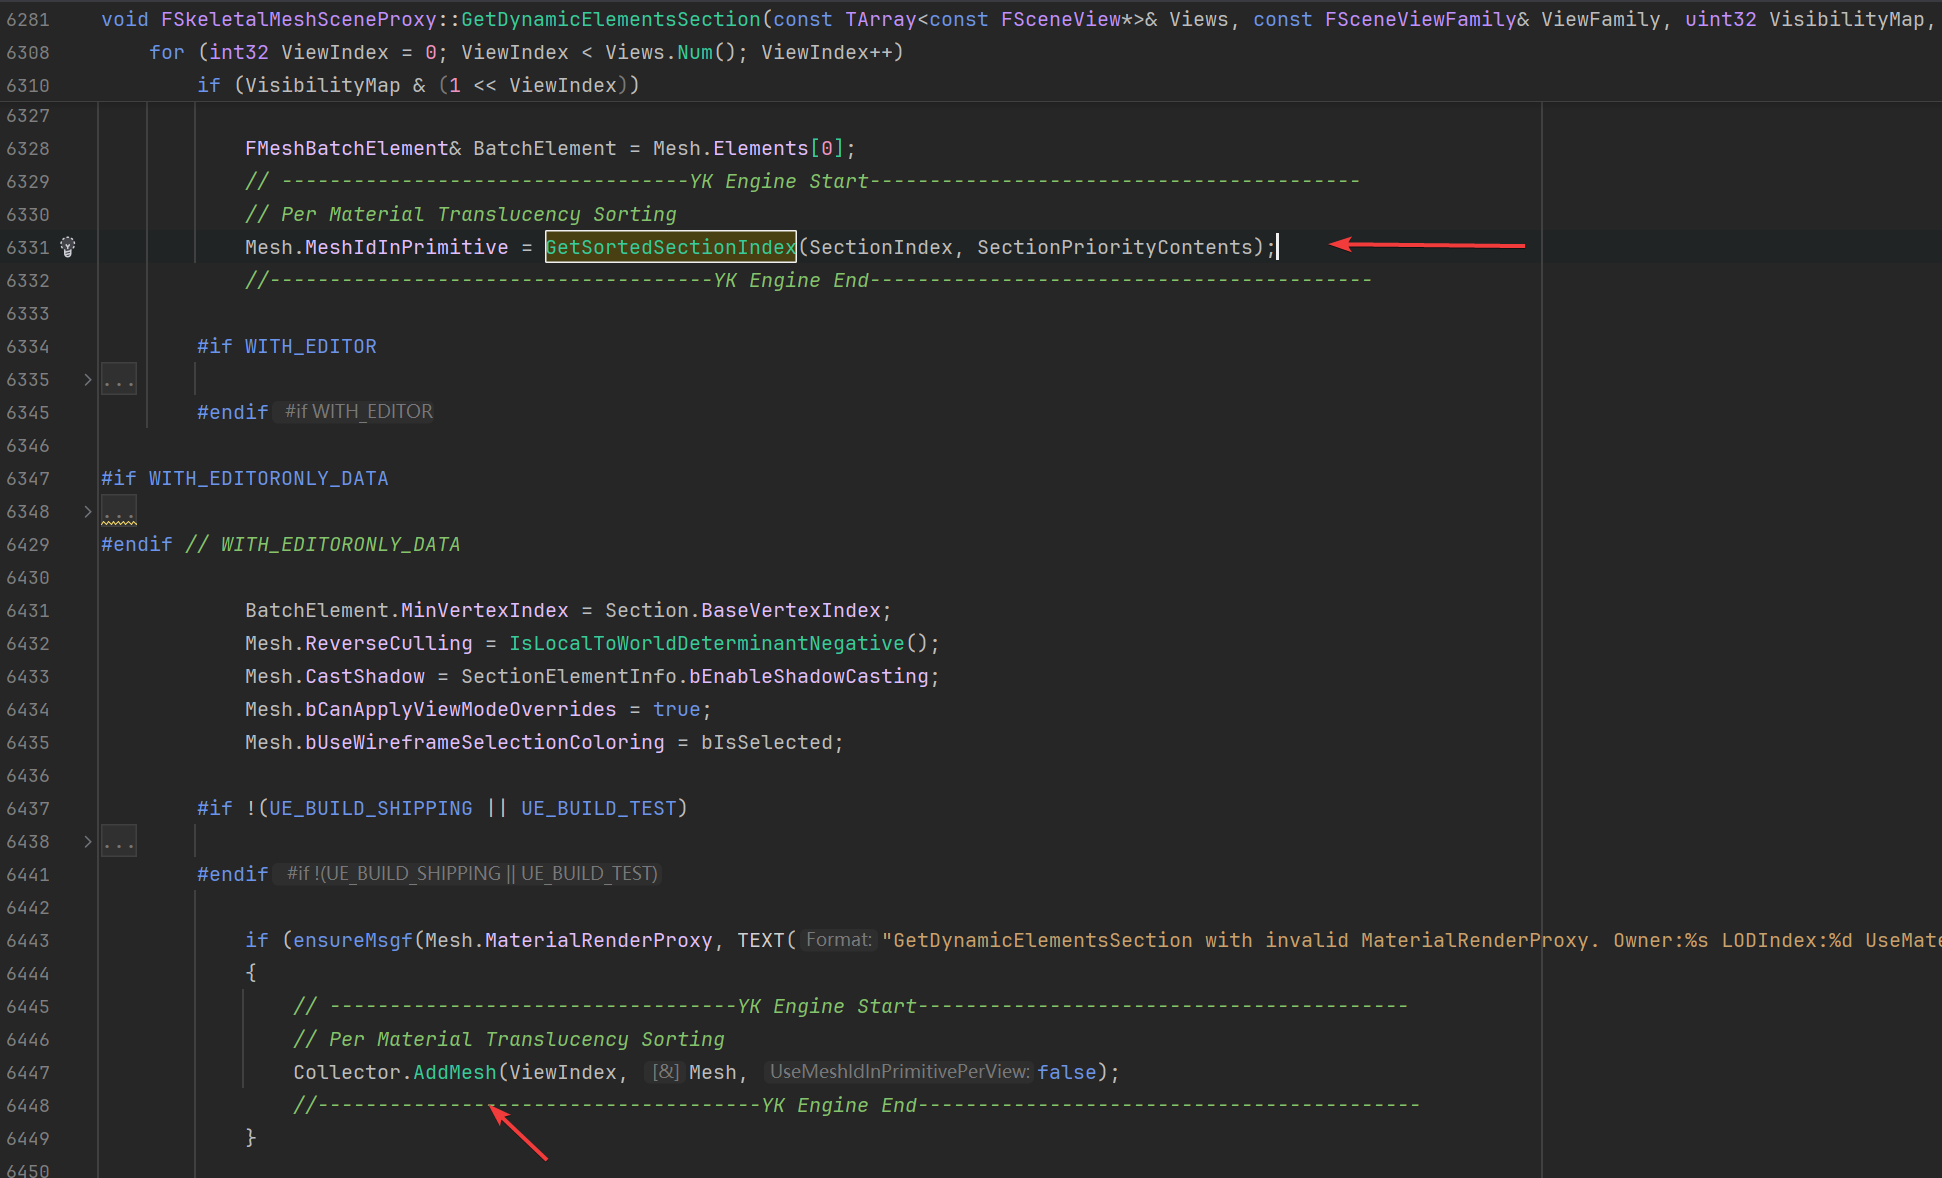 6281 void FSkeletalMeshSceneProxy::GetDynamicElementsSection(const TArray<const FSceneView*>& Views, const FSceneViewFamily& ViewFamily, uint32 VisibilityMap,
6308 for (int32 ViewIndex = 0; ViewIndex < Views.Num(); ViewIndex++)
6310 if (VisibilityMap & (1 << ViewIndex))
6327
6328 FMeshBatchElement& BatchElement = Mesh.Elements[0];
6329 // ----------------------------------YK Engine Start-----------------------------------------
6330 // Per Material Translucency Sorting
6331 Mesh.MeshIdInPrimitive = GetSortedSectionIndex(SectionIndex, SectionPriorityContents);
6332 //-------------------------------------YK Engine End------------------------------------------
6333
6334 #if WITH_EDITOR
6335 ...
6345 #endif #if WITH_EDITOR
6346
6347 #if WITH_EDITORONLY_DATA
6348 ...
6429 #endif // WITH_EDITORONLY_DATA
6430
6431 BatchElement.MinVertexIndex = Section.BaseVertexIndex;
6432 Mesh.ReverseCulling = IsLocalToWorldDeterminantNegative();
6433 Mesh.CastShadow = SectionElementInfo.bEnableShadowCasting;
6434 Mesh.bCanApplyViewModeOverrides = true;
6435 Mesh.bUseWireframeSelectionColoring = bIsSelected;
6436
6437 #if !(UE_BUILD_SHIPPING || UE_BUILD_TEST)
6438 ...
6441 #endif #if !(UE_BUILD_SHIPPING || UE_BUILD_TEST)
6442
6443 if (ensureMsgf(Mesh.MaterialRenderProxy, TEXT( Format: "GetDynamicElementsSection with invalid MaterialRenderProxy. Owner:%s LODIndex:%d UseMate
6444 {
6445 // ----------------------------------YK Engine Start-----------------------------------------
6446 // Per Material Translucency Sorting
6447 Collector.AddMesh(ViewIndex, [&] Mesh, UseMeshIdInPrimitivePerView: false);
6448 //-------------------------------------YK Engine End------------------------------------------
6449 }
6450